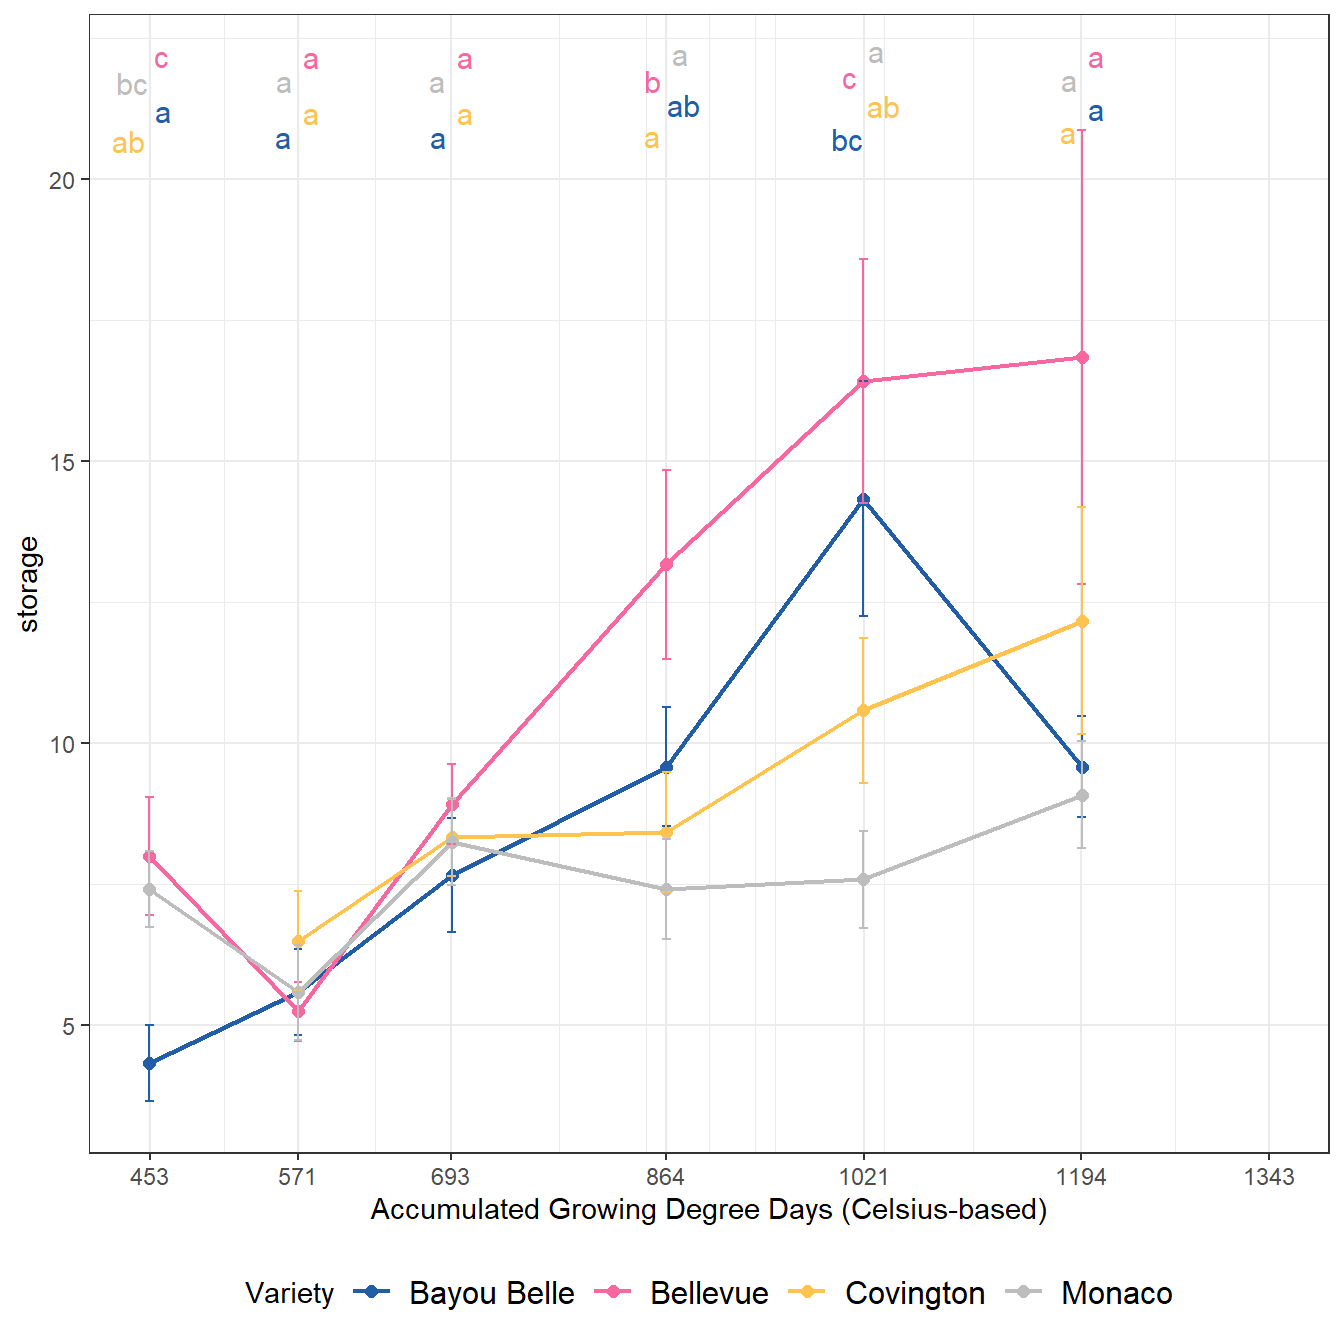 c a a a a a
bc a a b c a
a a a ab ab a
ab a a a bc a
20
15
10
5
storage
453 571 693 864 1021 1194 1343
Accumulated Growing Degree Days (Celsius-based)
Variety Bayou Belle Bellevue Covington Monaco